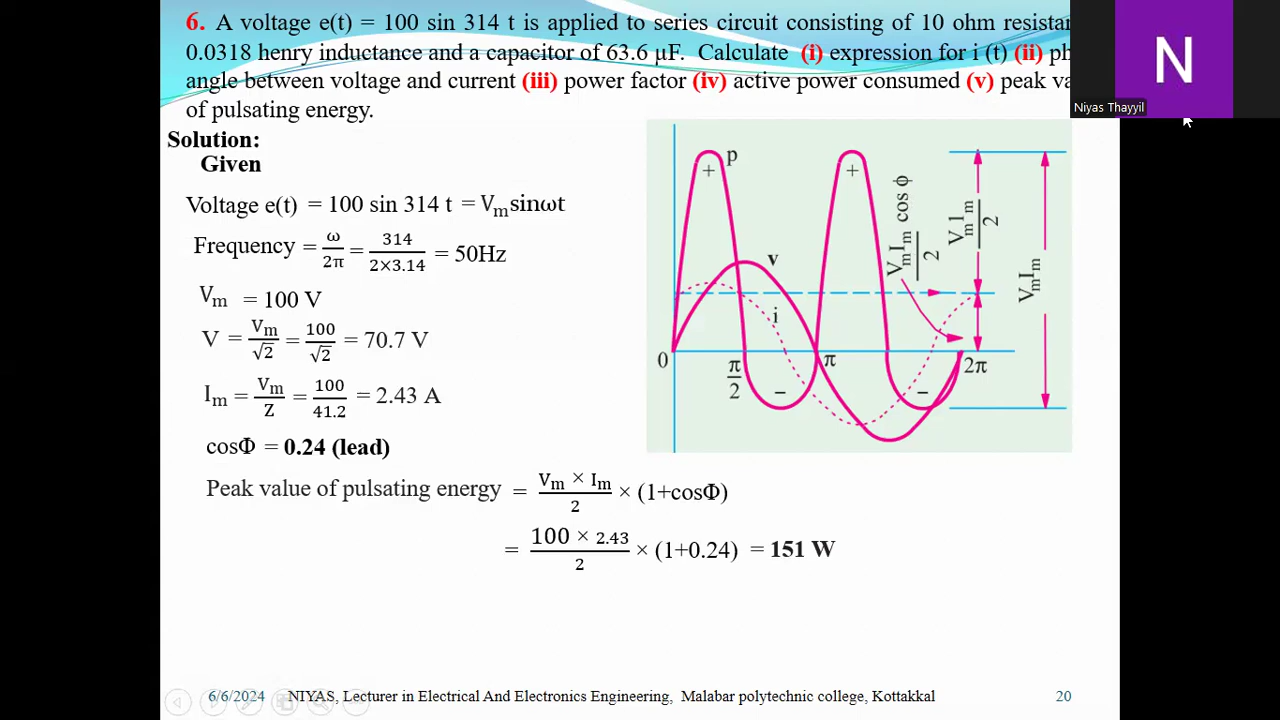 6. A voltage e(t) = 100 sin 314 t is applied to series circuit consisting of 10 ohm
0.0318 henry inductance and a capacitor of 63.6 μF. Calculate (i) expression for i (t) (ii)
angle between voltage and current (iii) power factor (iv) active power consumed (v) peak
of pulsating energy.
N
Niyas Thayyil
Solution:
Given
Voltage e(t) = 100 sin 314 t = Vₘsinωt
Frequency = ω/2π = 314/2×3.14 = 50Hz
Vₘ = 100 V
V = Vₘ/√2 = 100/√2 = 70.7 V
Iₘ = Vₘ/Z = 100/41.2 = 2.43 A
cosΦ = 0.24 (lead)
Peak value of pulsating energy = Vₘ × Iₘ/2 × (1+cosΦ)
= 100 × 2.43/2 × (1+0.24) = 151 W
p
+
+
v
i
0
π/2
π
2π
−
−
VₘIₘ cos ϕ/2
VₘIₘ/2
VₘIₘ
6/6/2024
NIYAS, Lecturer in Electrical And Electronics Engineering, Malabar polytechnic college, Kottakkal
20